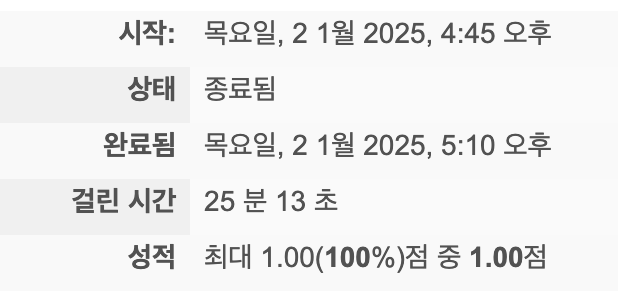 시작: 목요일, 2 1월 2025, 4:45 오후
상태 종료됨
완료됨 목요일, 2 1월 2025, 5:10 오후
걸린 시간 25 분 13 초
성적 최대 1.00(100%)점 중 1.00점